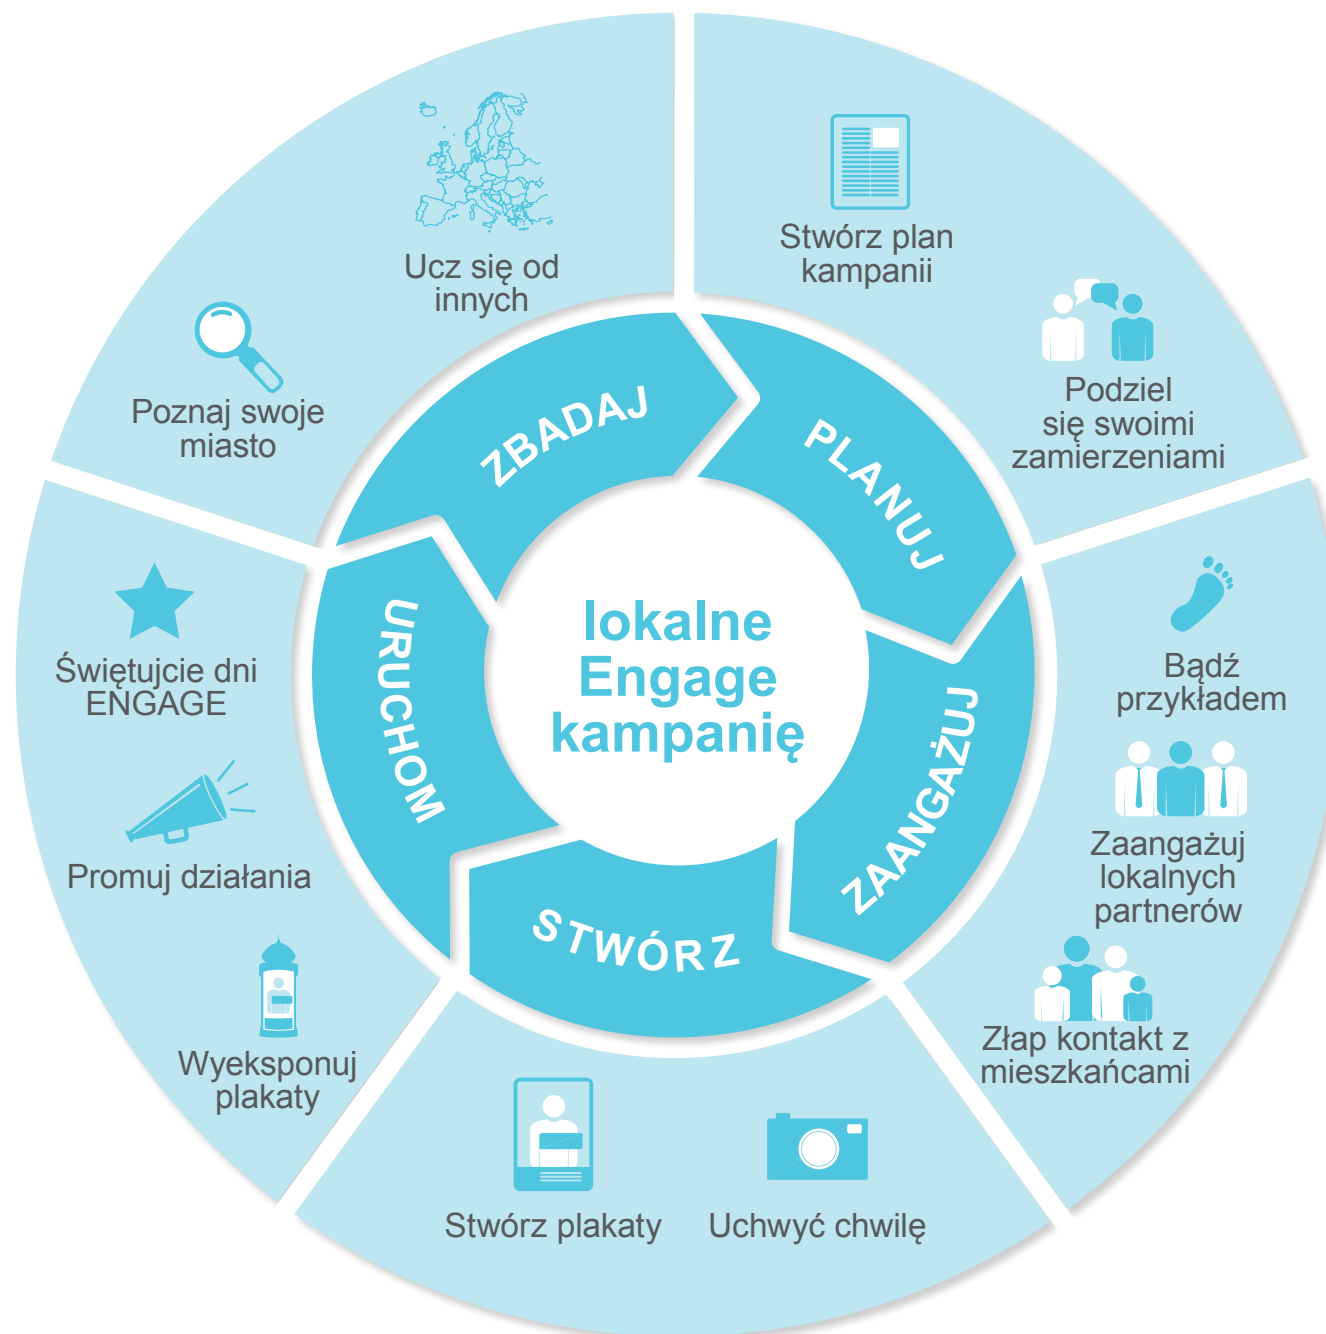 Ucz się od
innych
Poznaj swoje
miasto
ZBADAJ
Stwórz plan
kampanii
Podziel
się swoimi
zamierzeniami
PLANUJ
Bądź
przykładem
Zaangażuj
lokalnych
partnerów
Złap kontakt z
mieszkańcami
ZAANGAŻUJ
Stwórz plakaty
Uchwyć chwilę
STWÓRZ
Świętujcie dni
ENGAGE
Promuj działania
Wyeksponuj
plakaty
URUCHOM
lokalne
Engage
kampanię